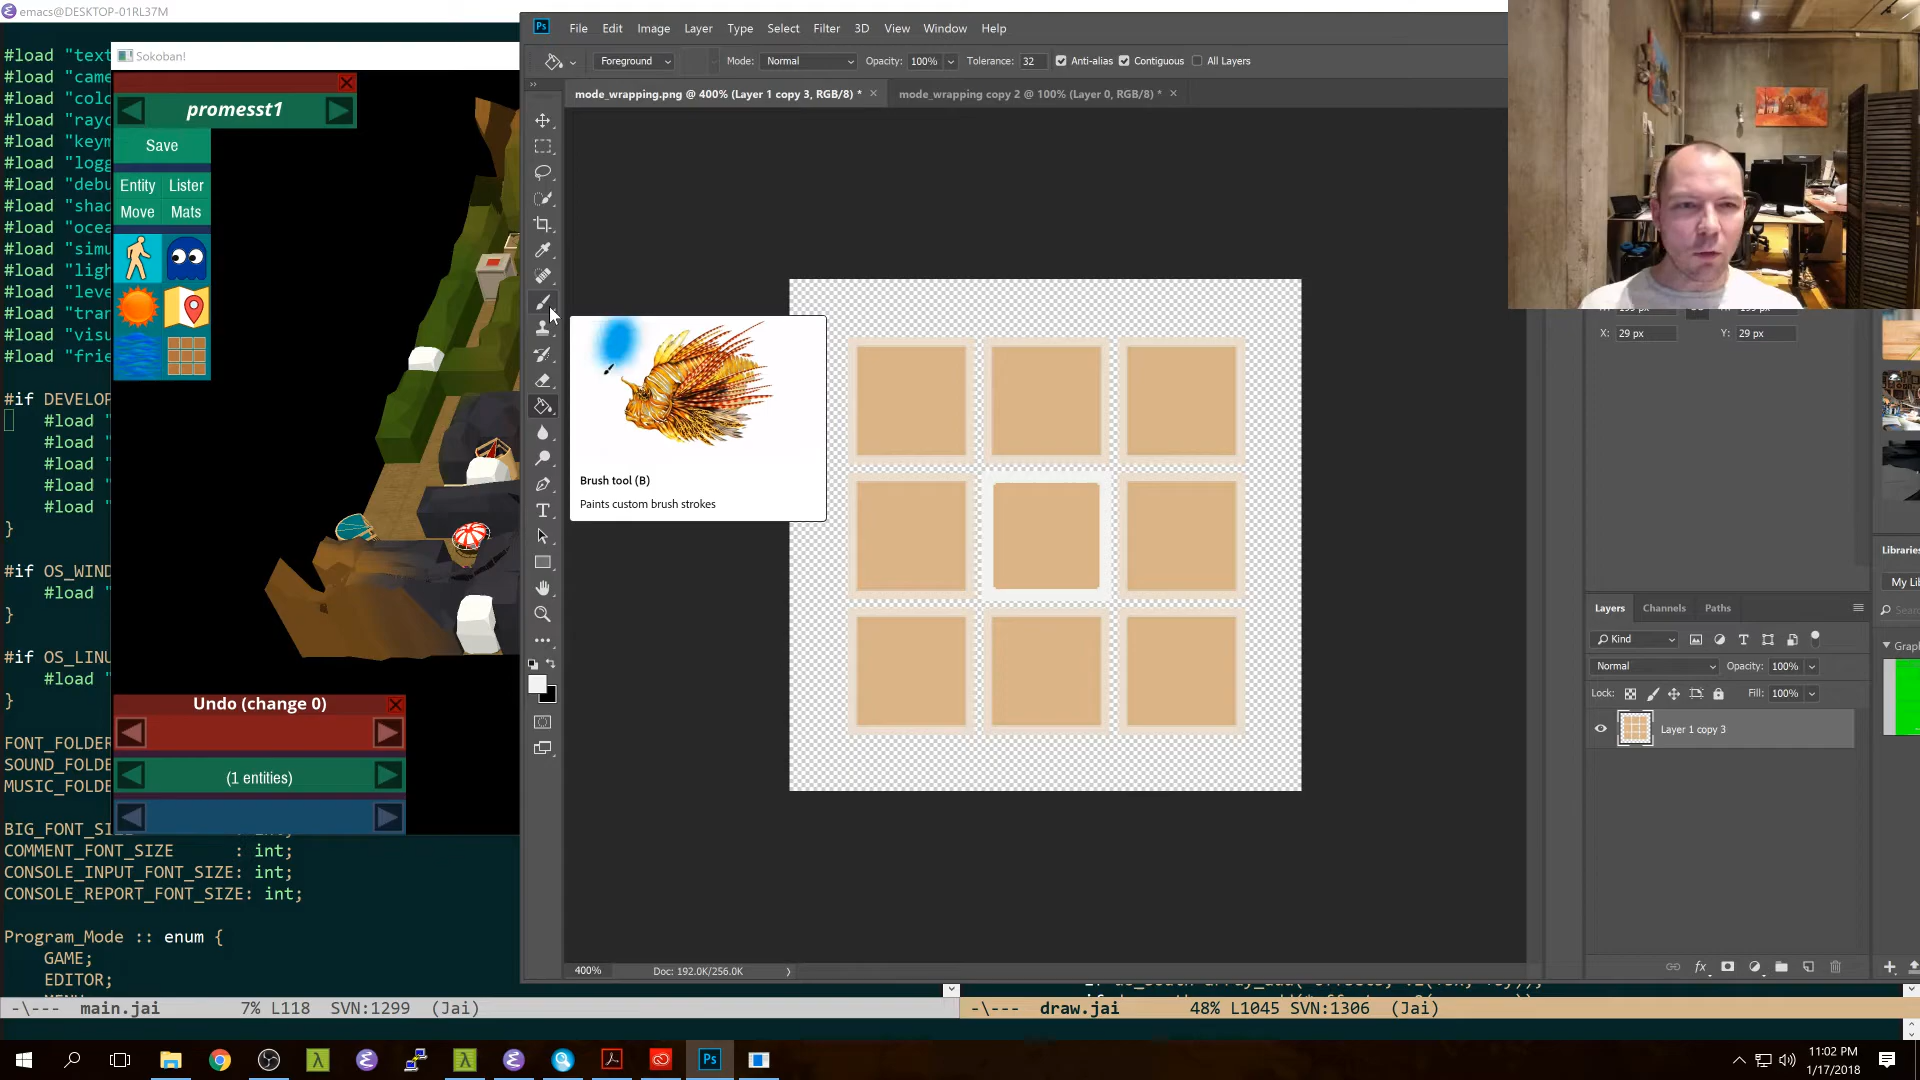 emacs@DESKTOP-01RL37M
#load "text
#load "came
#load "colo
#load "rayc
#load "keym
#load "logg
#load "debu
#load "shad
#load "ocea
#load "simu
#load "ligh
#load "leve
#load "tran
#load "visu
#load "frie
#if DEVELOP
#load "
#load "
#load "
#load "
#load "
}
#if OS_WIND
#load "
}
#if OS_LINU
#load "
}
FONT_FOLDER
SOUND_FOLDE
MUSIC_FOLDE
BIG_FONT_SIZE : int;
COMMENT_FONT_SIZE : int;
CONSOLE_INPUT_FONT_SIZE: int;
CONSOLE_REPORT_FONT_SIZE: int;
Program_Mode :: enum {
GAME;
EDITOR;
-\--- main.jai 7% L118 SVN:1299 (Jai)
Sokoban!
promesst1
Save
Entity Lister
Move Mats
Undo (change 0)
(1 entities)
Ps File Edit Image Layer Type Select Filter 3D View Window Help
Foreground Mode: Normal Opacity: 100% Tolerance: 32 Anti-alias Contiguous All Layers
mode_wrapping.png @ 400% (Layer 1 copy 3, RGB/8) * × mode_wrapping copy 2 @ 100% (Layer 0, RGB/8) * ×
Brush tool (B)
Paints custom brush strokes
400% Doc: 192.0K/256.0K
X: 29 px Y: 29 px
Libraries
My Lib
Layers Channels Paths
Kind
Normal Opacity: 100%
Lock: Fill: 100%
Layer 1 copy 3
Graph
fx
-\--- draw.jai 48% L1045 SVN:1306 (Jai)
Ps
11:02 PM
1/17/2018